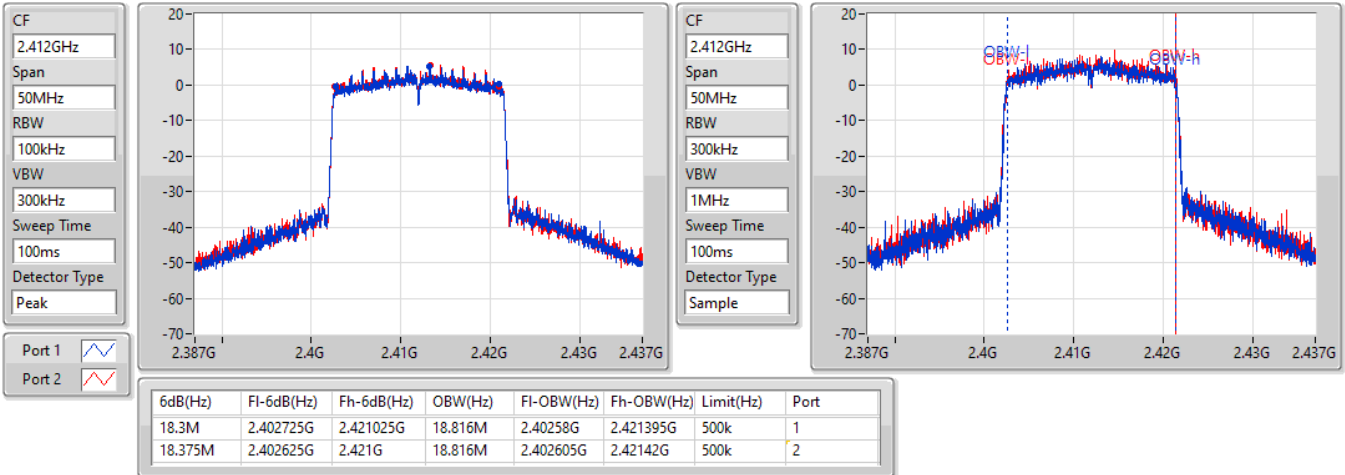 CF
2.412GHz
Span
50MHz
RBW
100kHz
VBW
300kHz
Sweep Time
100ms
Detector Type
Peak
20
10
0
-10
-20
-30
-40
-50
-60
-70
2.387G 2.4G 2.41G 2.42G 2.43G 2.437G
CF
2.412GHz
Span
50MHz
RBW
300kHz
VBW
1MHz
Sweep Time
100ms
Detector Type
Sample
20
10
0
-10
-20
-30
-40
-50
-60
-70
OBW-l OBW-h
OBW-l OBW-h
2.387G 2.4G 2.41G 2.42G 2.43G 2.437G
Port 1
Port 2
6dB(Hz) Fl-6dB(Hz) Fh-6dB(Hz) OBW(Hz) Fl-OBW(Hz) Fh-OBW(Hz) Limit(Hz) Port
18.3M 2.402725G 2.421025G 18.816M 2.40258G 2.421395G 500k 1
18.375M 2.402625G 2.421G 18.816M 2.402605G 2.42142G 500k 2